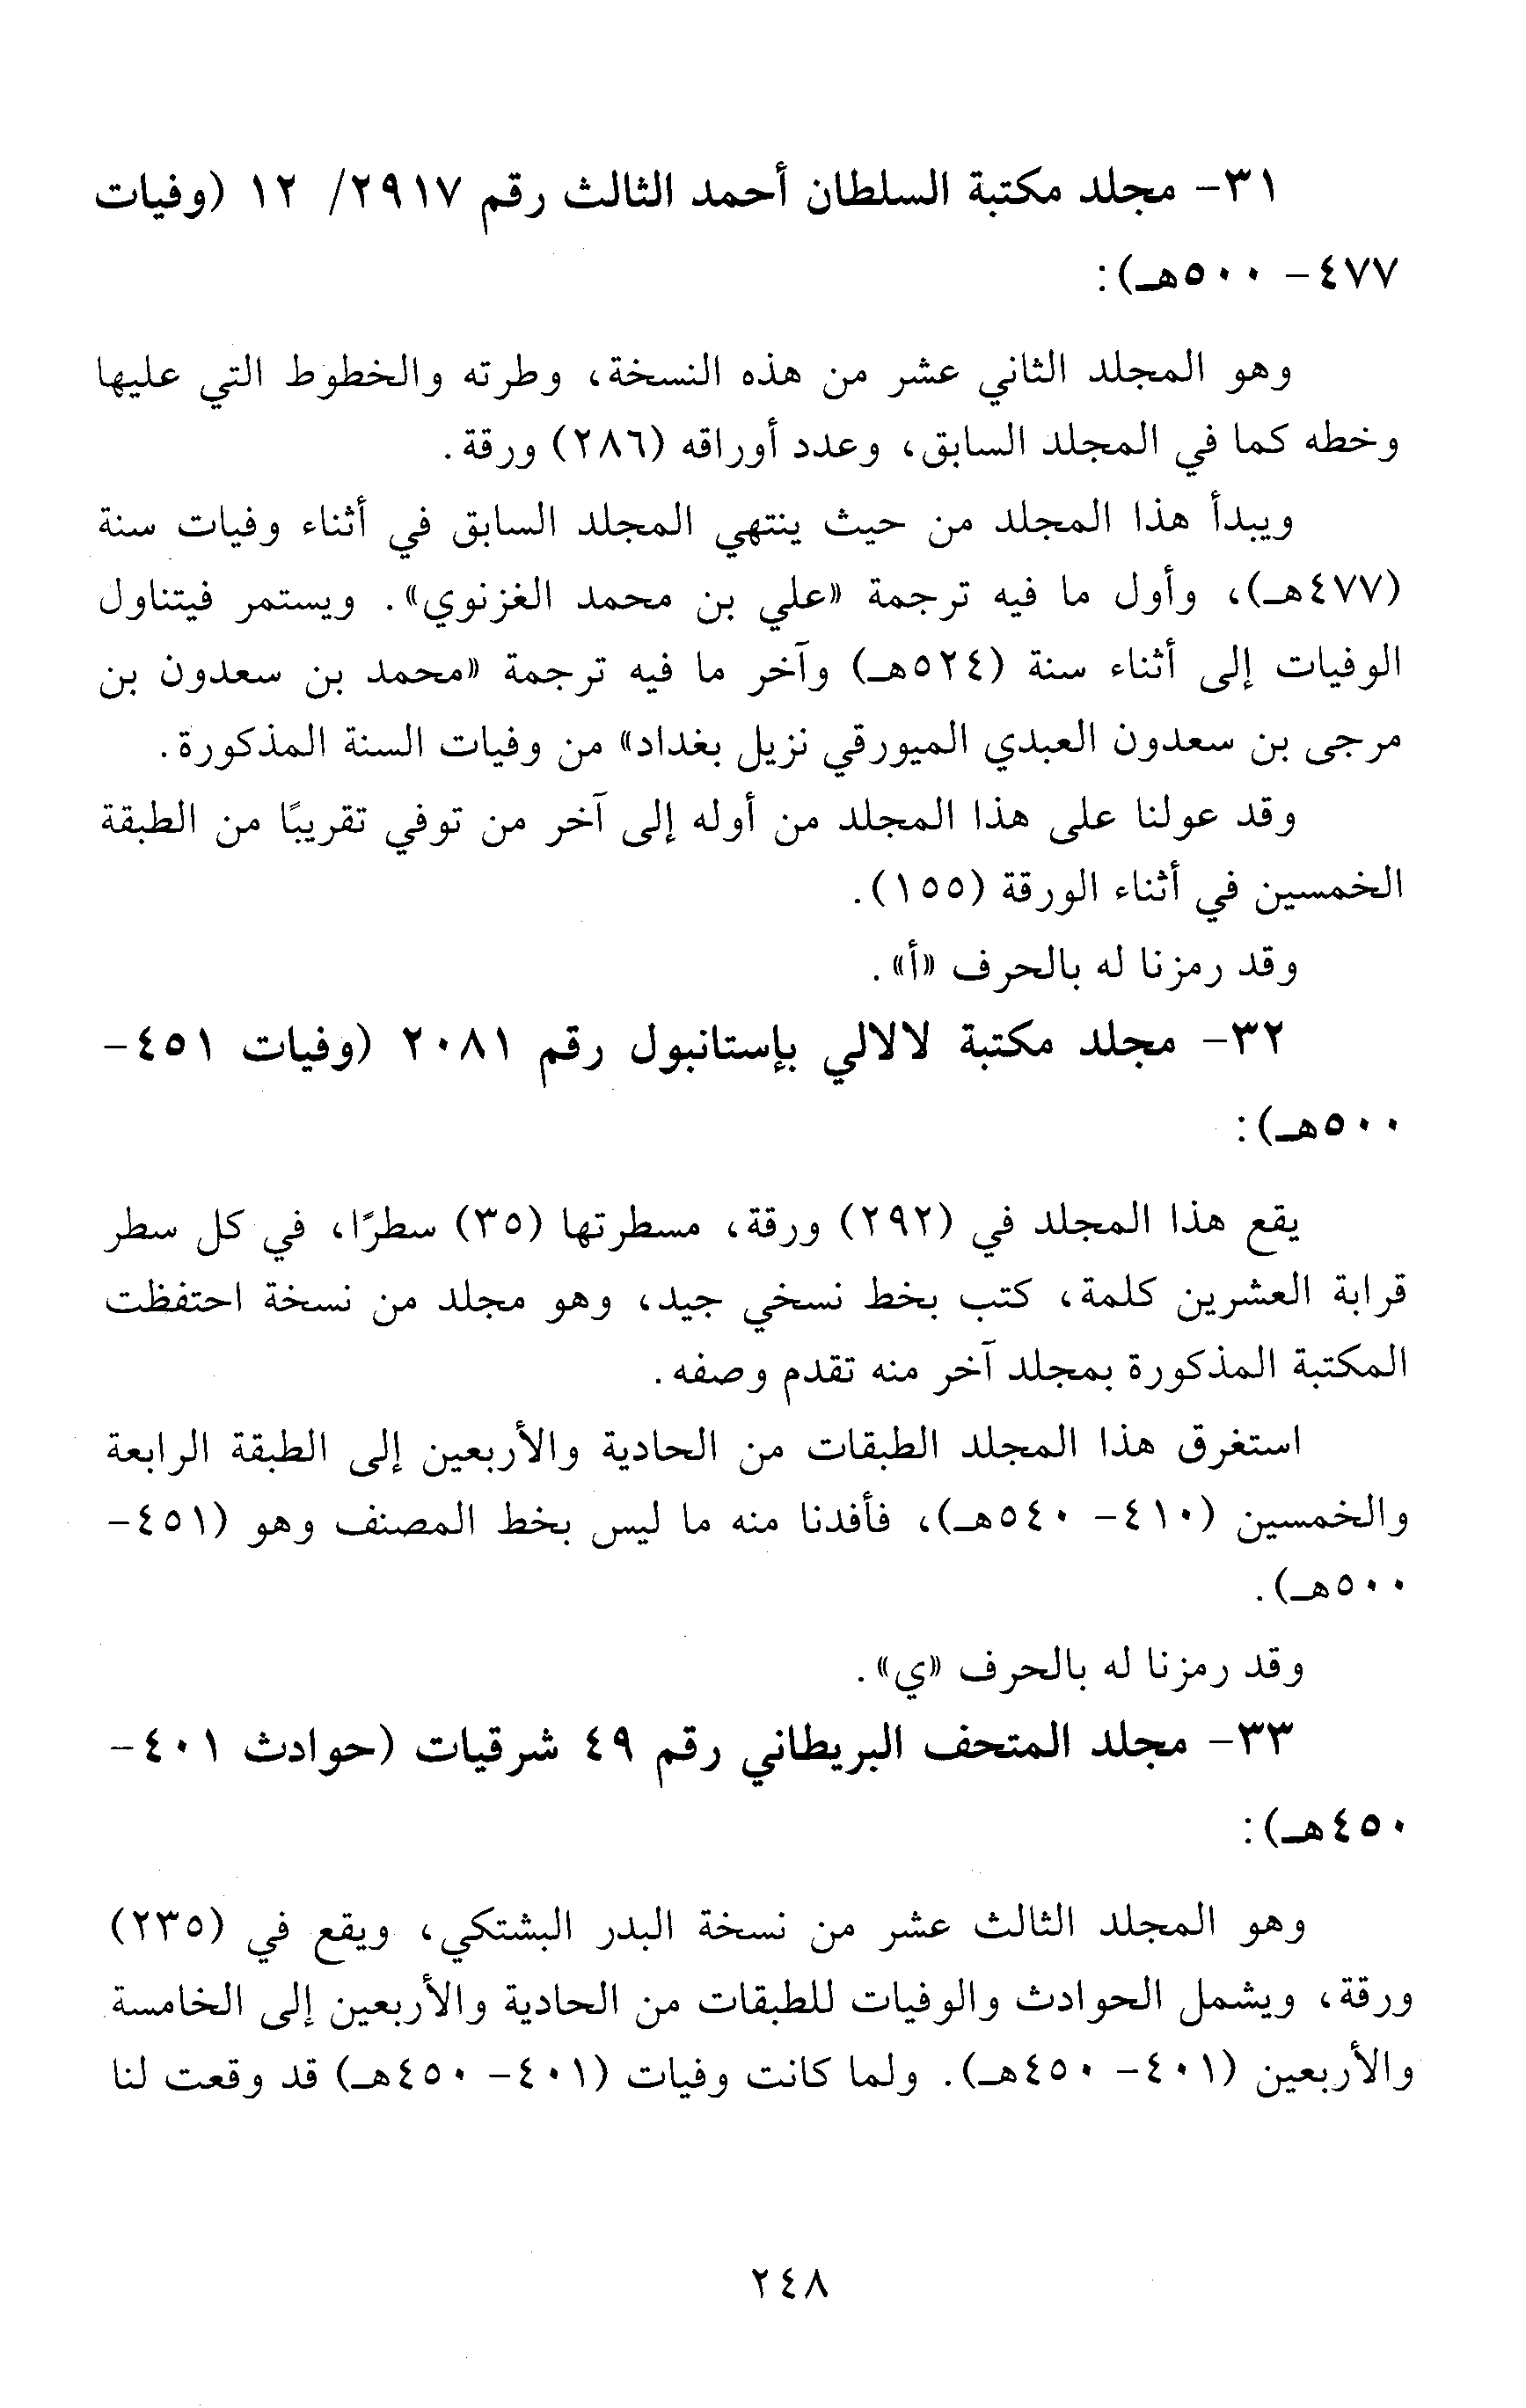 ٣١- مجلد مكتبة السلطان أحمد الثالث رقم ٢٩١٧/ ١٢ (وفيات
٤٧٧- ٥٠٠هـ):
وهو المجلد الثاني عشر من هذه النسخة، وطرته والخطوط التي عليها
وخطه كما في المجلد السابق، وعدد أوراقه (٢٨٦) ورقة.
ويبدأ هذا المجلد من حيث ينتهي المجلد السابق في أثناء وفيات سنة
(٤٧٧هـ)، وأول ما فيه ترجمة «علي بن محمد الغزنوي». ويستمر فيتناول
الوفيات إلى أثناء سنة (٥٢٤هـ) وآخر ما فيه ترجمة «محمد بن سعدون بن
مرجى بن سعدون العبدي الميورقي نزيل بغداد» من وفيات السنة المذكورة.
وقد عولنا على هذا المجلد من أوله إلى آخر من توفي تقريبًا من الطبقة
الخمسين في أثناء الورقة (١٥٥).
وقد رمزنا له بالحرف «أ».
٣٢- مجلد مكتبة لالالي بإستانبول رقم ٢٠٨١ (وفيات ٤٥١-
٥٠٠هـ):
يقع هذا المجلد في (٢٩٢) ورقة، مسطرتها (٣٥) سطرًا، في كل سطر
قرابة العشرين كلمة، كتب بخط نسخي جيد، وهو مجلد من نسخة احتفظت
المكتبة المذكورة بمجلد آخر منه تقدم وصفه.
استغرق هذا المجلد الطبقات من الحادية والأربعين إلى الطبقة الرابعة
والخمسين (٤١٠- ٥٤٠هـ)، فأفدنا منه ما ليس بخط المصنف وهو (٤٥١-
٥٠٠هـ).
وقد رمزنا له بالحرف «ي».
٣٣- مجلد المتحف البريطاني رقم ٤٩ شرقيات (حوادث ٤٠١-
٤٥٠هـ):
وهو المجلد الثالث عشر من نسخة البدر البشتكي، ويقع في (٢٣٥)
ورقة، ويشمل الحوادث والوفيات للطبقات من الحادية والأربعين إلى الخامسة
والأربعين (٤٠١- ٤٥٠هـ). ولما كانت وفيات (٤٠١- ٤٥٠هـ) قد وقعت لنا
٢٤٨